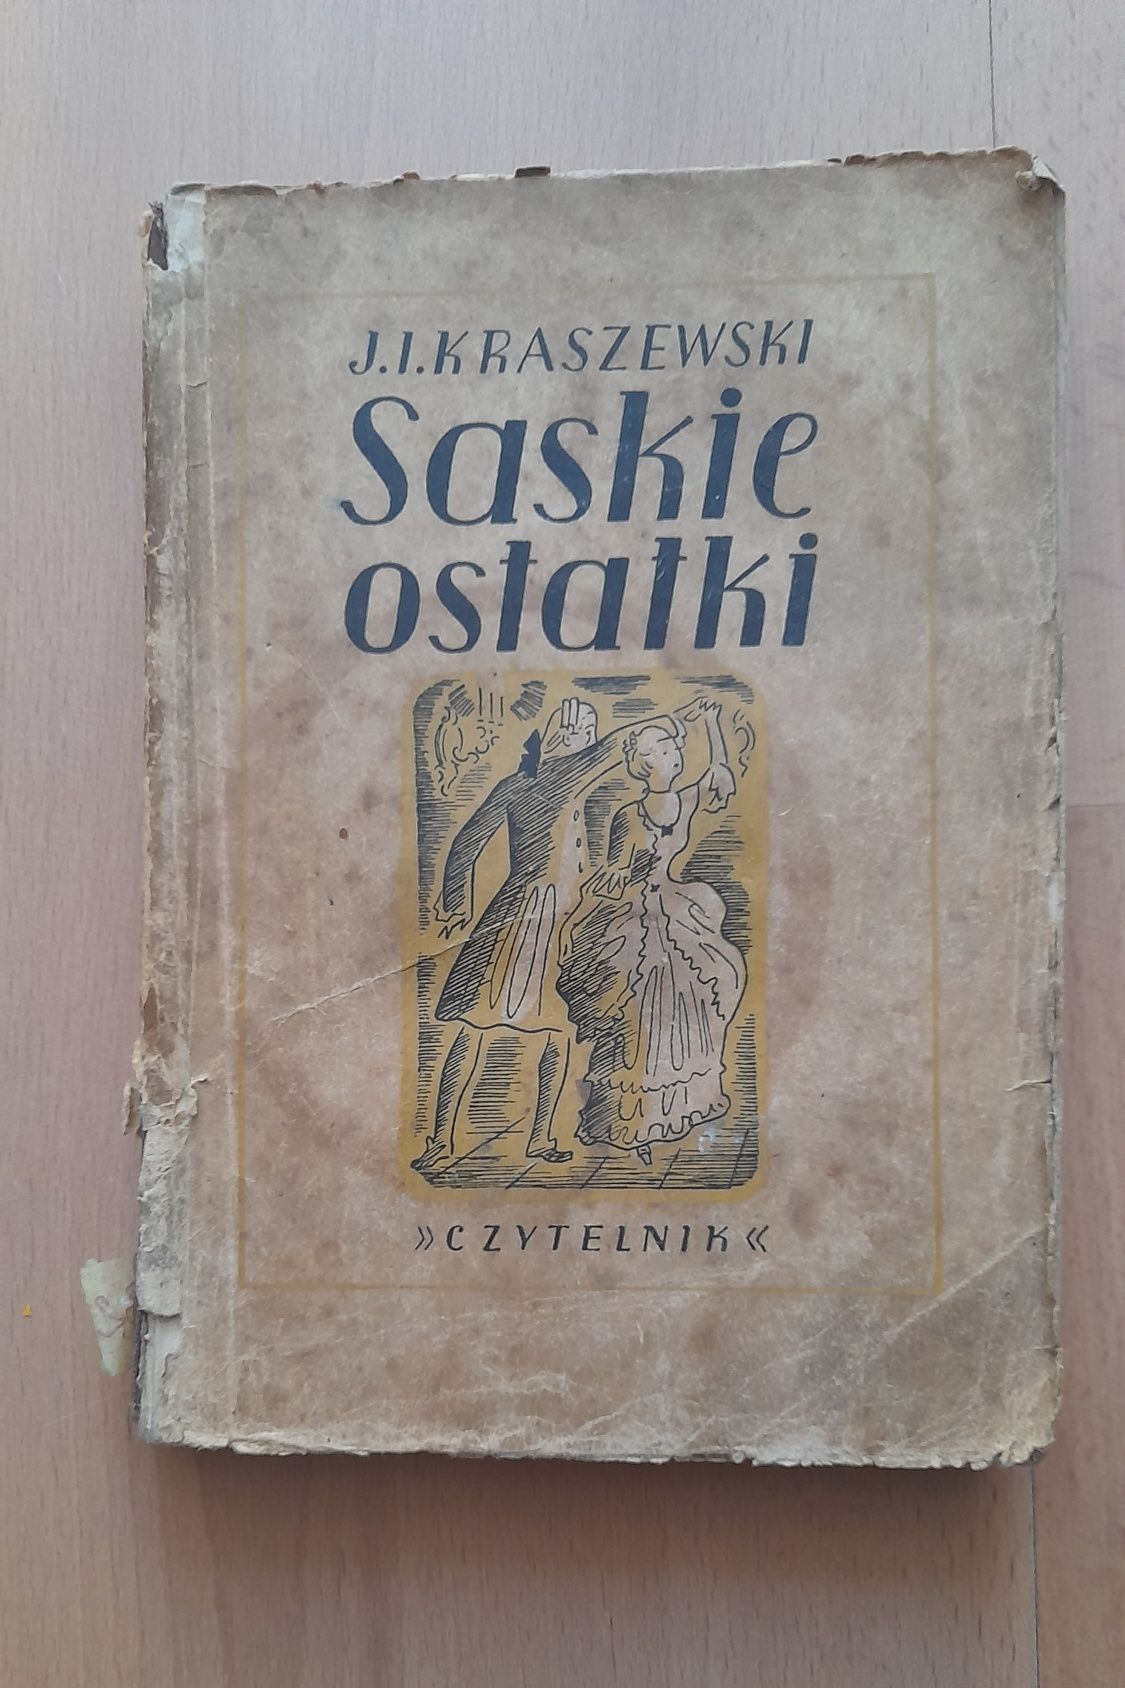 J.I.KRASZEWSKI
Saskie
ostatki
»CZYTELNIK«